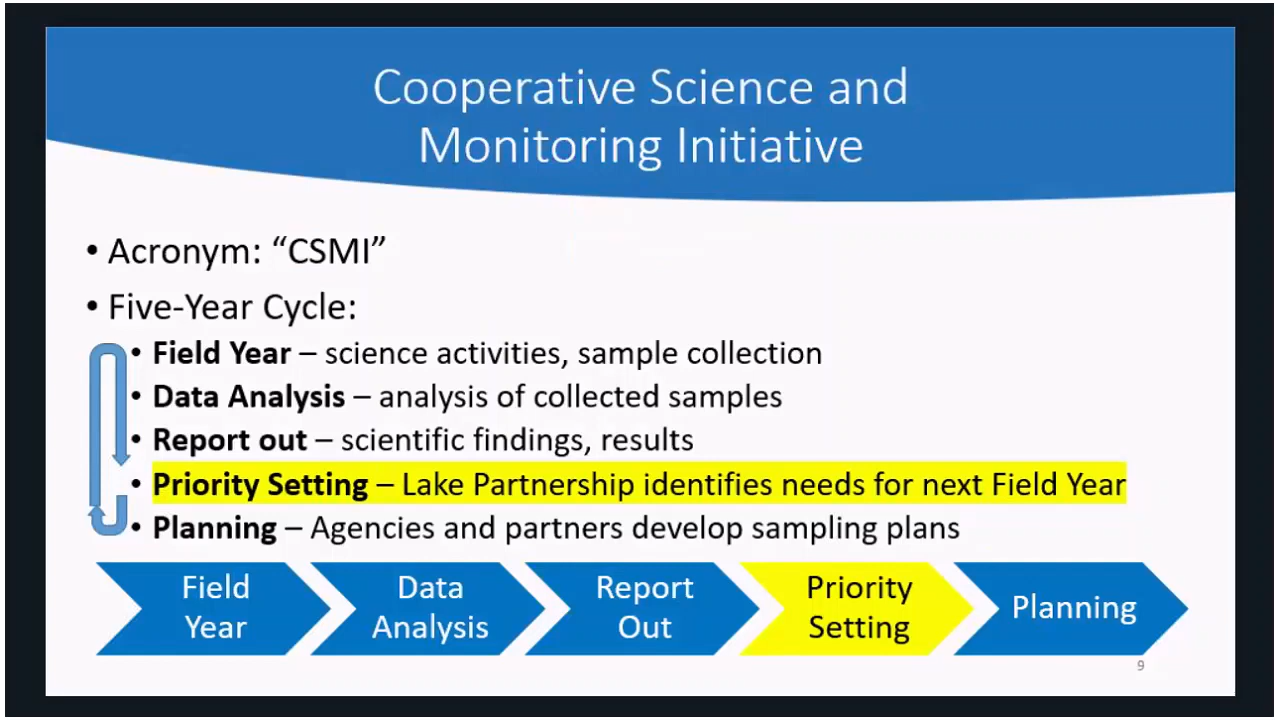 Cooperative Science and
Monitoring Initiative
• Acronym: “CSMI”
• Five-Year Cycle:
• Field Year – science activities, sample collection
• Data Analysis – analysis of collected samples
• Report out – scientific findings, results
• Priority Setting – Lake Partnership identifies needs for next Field Year
• Planning – Agencies and partners develop sampling plans
Field
Year
Data
Analysis
Report
Out
Priority
Setting
Planning
9